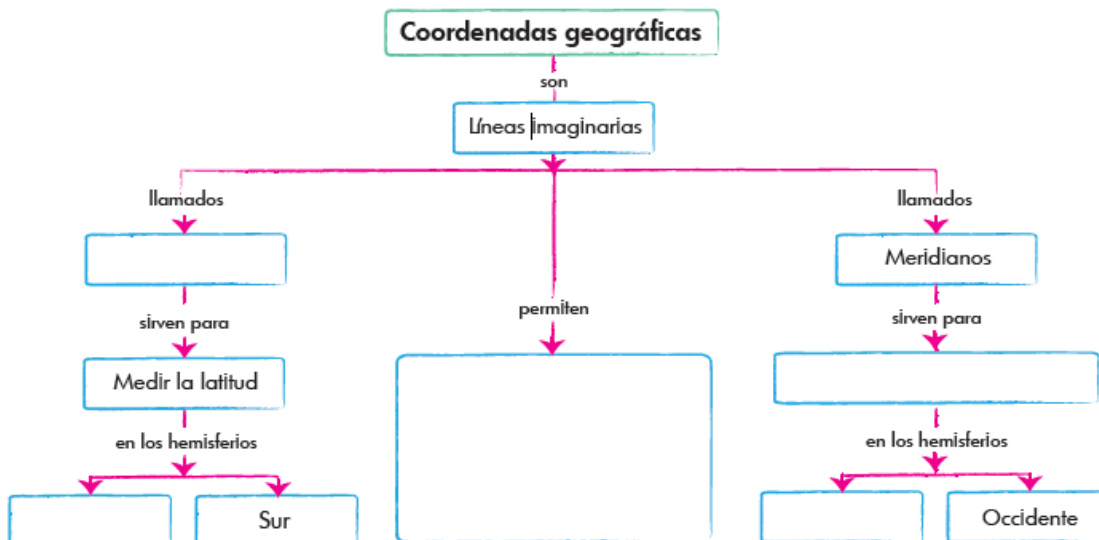 Coordenadas geográficas
son
Líneas imaginarias
llamados
llamados
Meridianos
sirven para
permiten
sirven para
Medir la latitud
en los hemisferios
en los hemisferios
Sur
Occidente